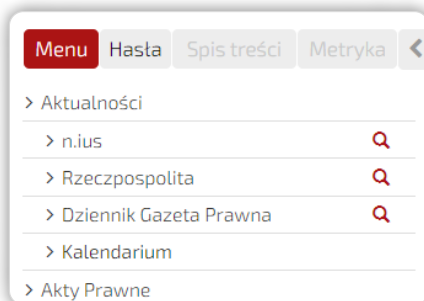 Menu Hasła Spis treści Metryka
Aktualności
n.ius
Rzeczpospolita
Dziennik Gazeta Prawna
Kalendarium
Akty Prawne